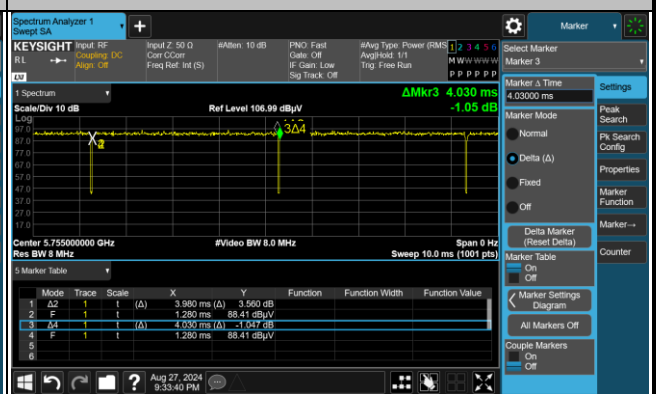 Spectrum Analyzer 1
Swept SA
Marker
KEYSIGHT
RL
LXI
Input: RF
Coupling: DC
Align: Off
Input Z: 50 Ω
Corr CCorr
Freq Ref: Int (S)
#Atten: 10 dB
PNO: Fast
Gate: Off
IF Gain: Low
Sig Track: Off
#Avg Type: Power (RMS
Avg|Hold: 1/1
Trig: Free Run
1 2 3 4 5 6
M W W W W W
P P P P P P
Select Marker
Marker 3
1 Spectrum
ΔMkr3 4.030 ms
Scale/Div 10 dB
Ref Level 106.99 dBµV
-1.05 dB
Log
97.0
87.0
77.0
67.0
57.0
47.0
37.0
27.0
17.0
3Δ4
Center 5.755000000 GHz
#Video BW 8.0 MHz
Span 0 Hz
Res BW 8 MHz
Sweep 10.0 ms (1001 pts)
5 Marker Table
Mode Trace Scale X Y Function Function Width Function Value
1 Δ2 1 t (Δ) 3.980 ms (Δ) 3.560 dB
2 F 1 t 1.280 ms 88.41 dBµV
3 Δ4 1 t (Δ) 4.030 ms (Δ) -1.047 dB
4 F 1 t 1.280 ms 88.41 dBµV
5
6
Aug 27, 2024
9:33:40 PM
Marker Δ Time
4.03000 ms
Marker Mode
Normal
Delta (Δ)
Fixed
Off
Delta Marker
(Reset Delta)
Marker Table
On
Off
Marker Settings
Diagram
All Markers Off
Couple Markers
On
Off
Settings
Peak
Search
Pk Search
Config
Properties
Marker
Function
Marker→
Counter